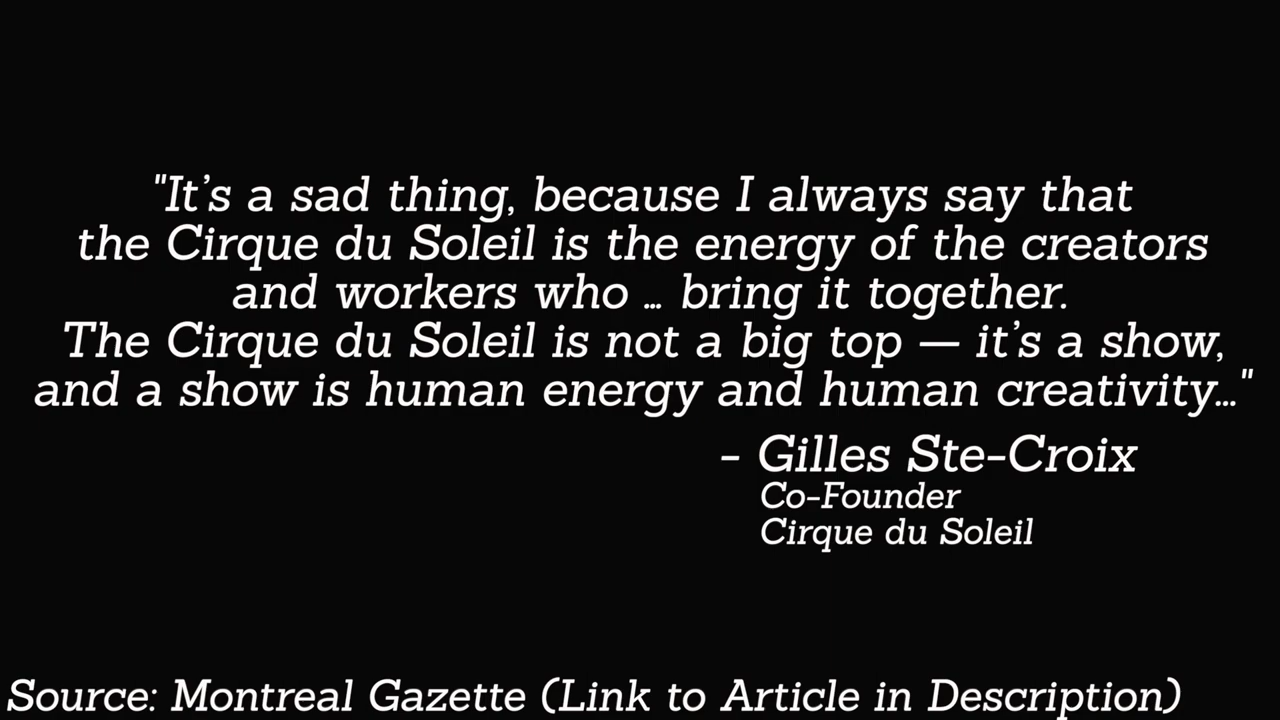 "It’s a sad thing, because I always say that
the Cirque du Soleil is the energy of the creators
and workers who ... bring it together.
The Cirque du Soleil is not a big top — it’s a show,
and a show is human energy and human creativity..."
- Gilles Ste-Croix
Co-Founder
Cirque du Soleil
Source: Montreal Gazette (Link to Article in Description)